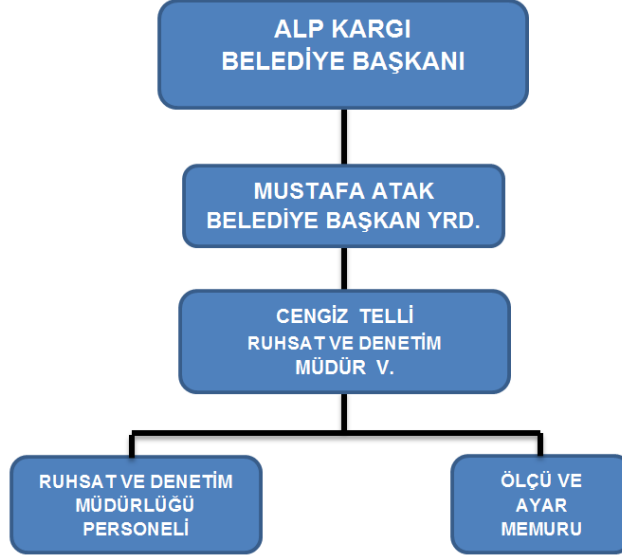 ALP KARGI
BELEDİYE BAŞKANI
MUSTAFA ATAK
BELEDİYE BAŞKAN YRD.
CENGİZ TELLİ
RUHSAT VE DENETİM
MÜDÜR V.
RUHSAT VE DENETİM
MÜDÜRLÜĞÜ
PERSONELİ
ÖLÇÜ VE
AYAR
MEMURU